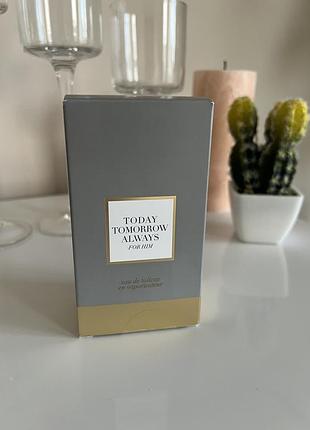 TODAY
TOMORROW
ALWAYS
FOR HIM
eau de toilette
en vaporisateur